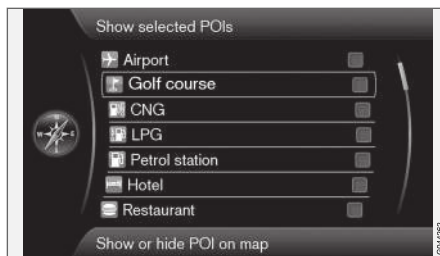 Show selected POIs
Airport
Golf course
CNG
LPG
Petrol station
Hotel
Restaurant
Show or hide POI on map